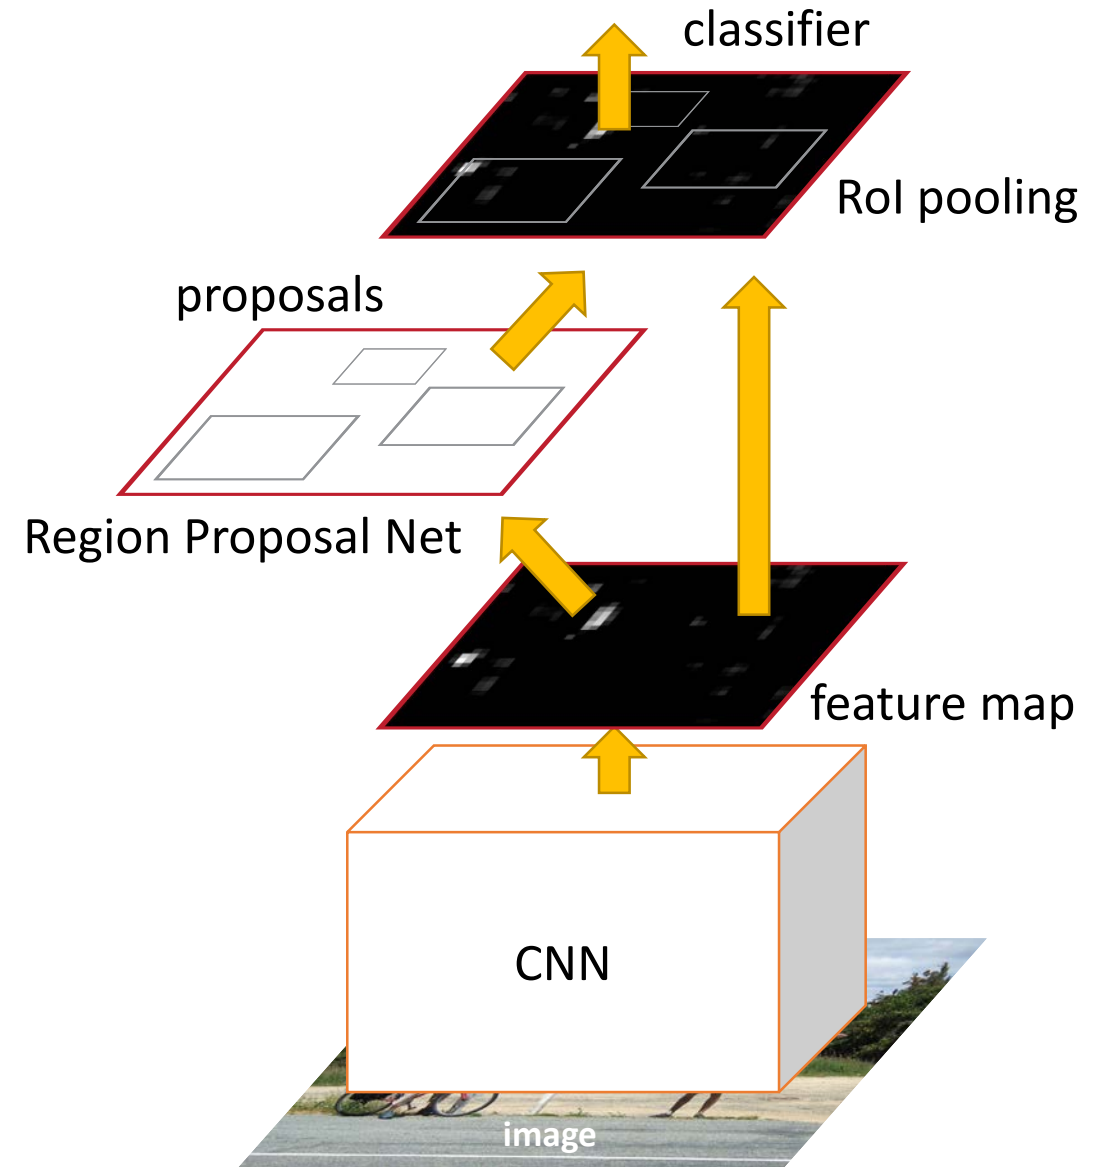 classifier
RoI pooling
proposals
Region Proposal Net
feature map
CNN
image